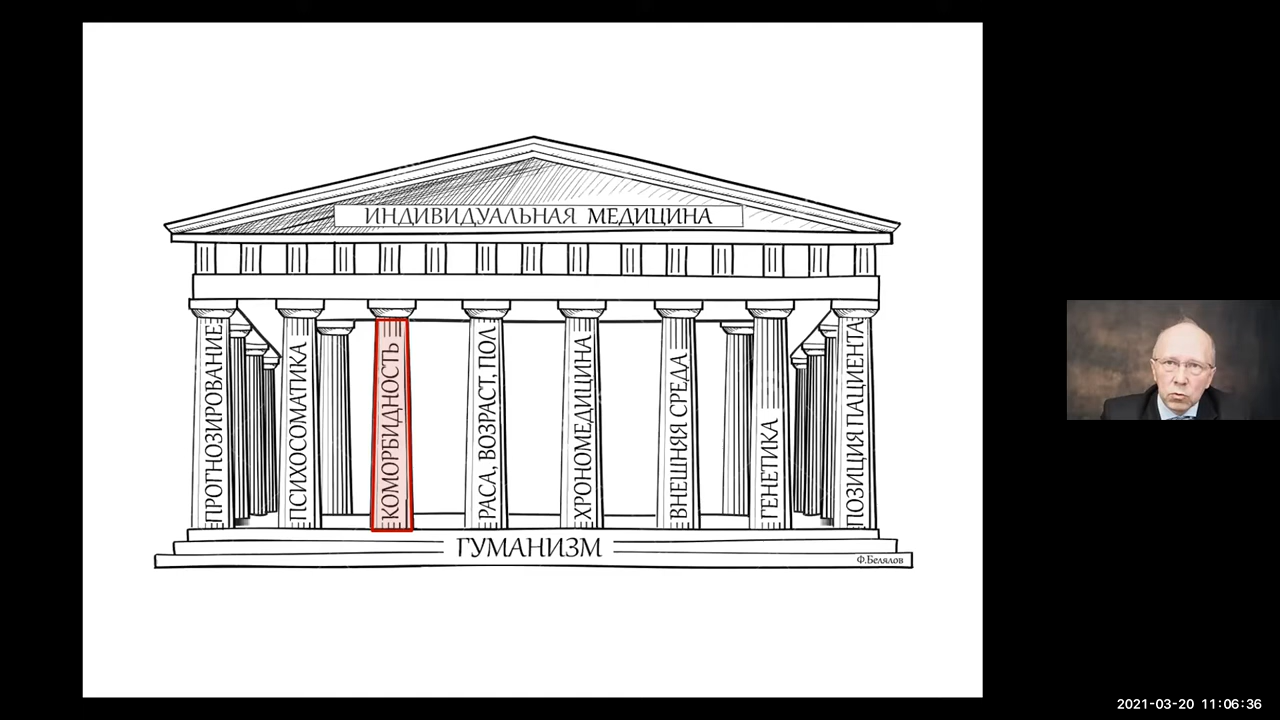 ИНДИВИДУАЛЬНАЯ МЕДИЦИНА
ПРОГНОЗИРОВАНИЕ
ПСИХОСОМАТИКА
КОМОРБИДНОСТЬ
РАСА, ВОЗРАСТ, ПОЛ
ХРОНОМЕДИЦИНА
ВНЕШНЯЯ СРЕДА
ГЕНЕТИКА
ПОЗИЦИЯ ПАЦИЕНТА
ГУМАНИЗМ
Ф.Белялов
2021-03-20 11:06:36